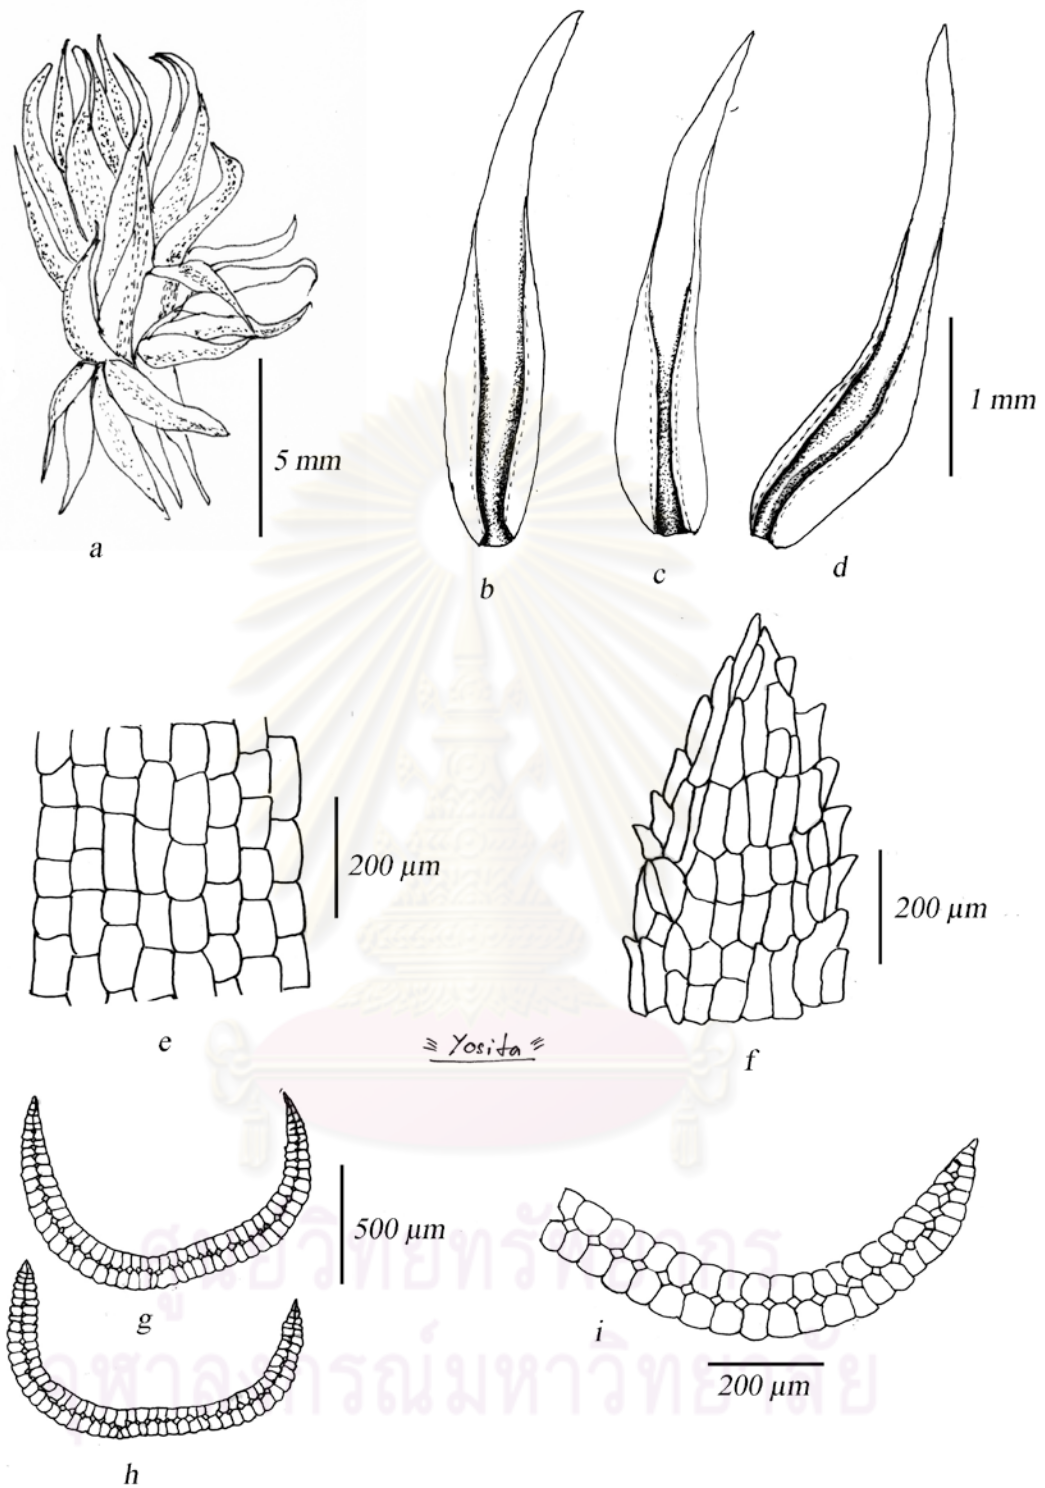 5 mm
a
b
c
d
1 mm
e
200 µm
f
200 µm
Yosita
g
500 µm
h
i
200 µm
ศูนย์วิทยทรัพยากร
จุฬาลงกรณ์มหาวิทยาลัย